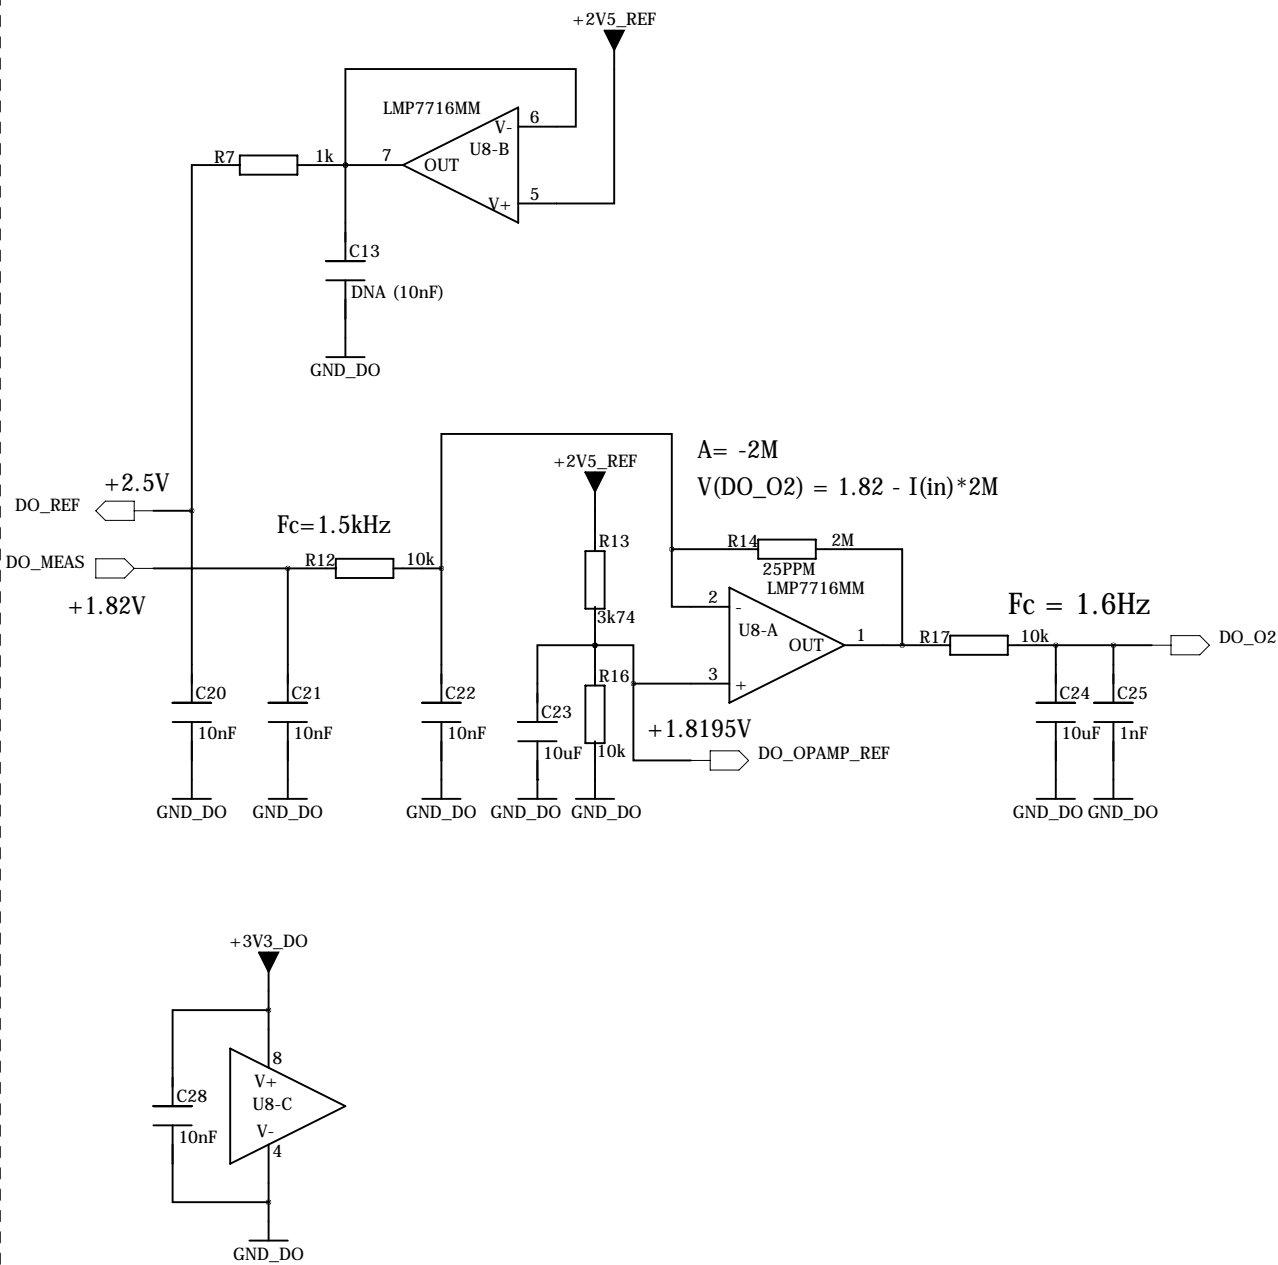 +2V5_REF
LMP7716MM
6
V-
U8-B
R7
1k
7
OUT
5
V+
C13
DNA (10nF)
GND_DO
A= -2M
+2V5_REF
V(DO_O2) = 1.82 - I(in)*2M
+2.5V
DO_REF
Fc=1.5kHz
R13
R14
2M
DO_MEAS
R12
10k
25PPM
LMP7716MM
+1.82V
2
-
Fc = 1.6Hz
3k74
U8-A
OUT
1
R17
10k
DO_O2
R16
3
+
C20
C21
C22
C23
C24
C25
10nF
10nF
10nF
+1.8195V
10uF
10k
DO_OPAMP_REF
10uF
1nF
GND_DO
GND_DO
GND_DO
GND_DO
GND_DO
GND_DO
GND_DO
+3V3_DO
8
V+
C28
U8-C
10nF
V-
4
GND_DO